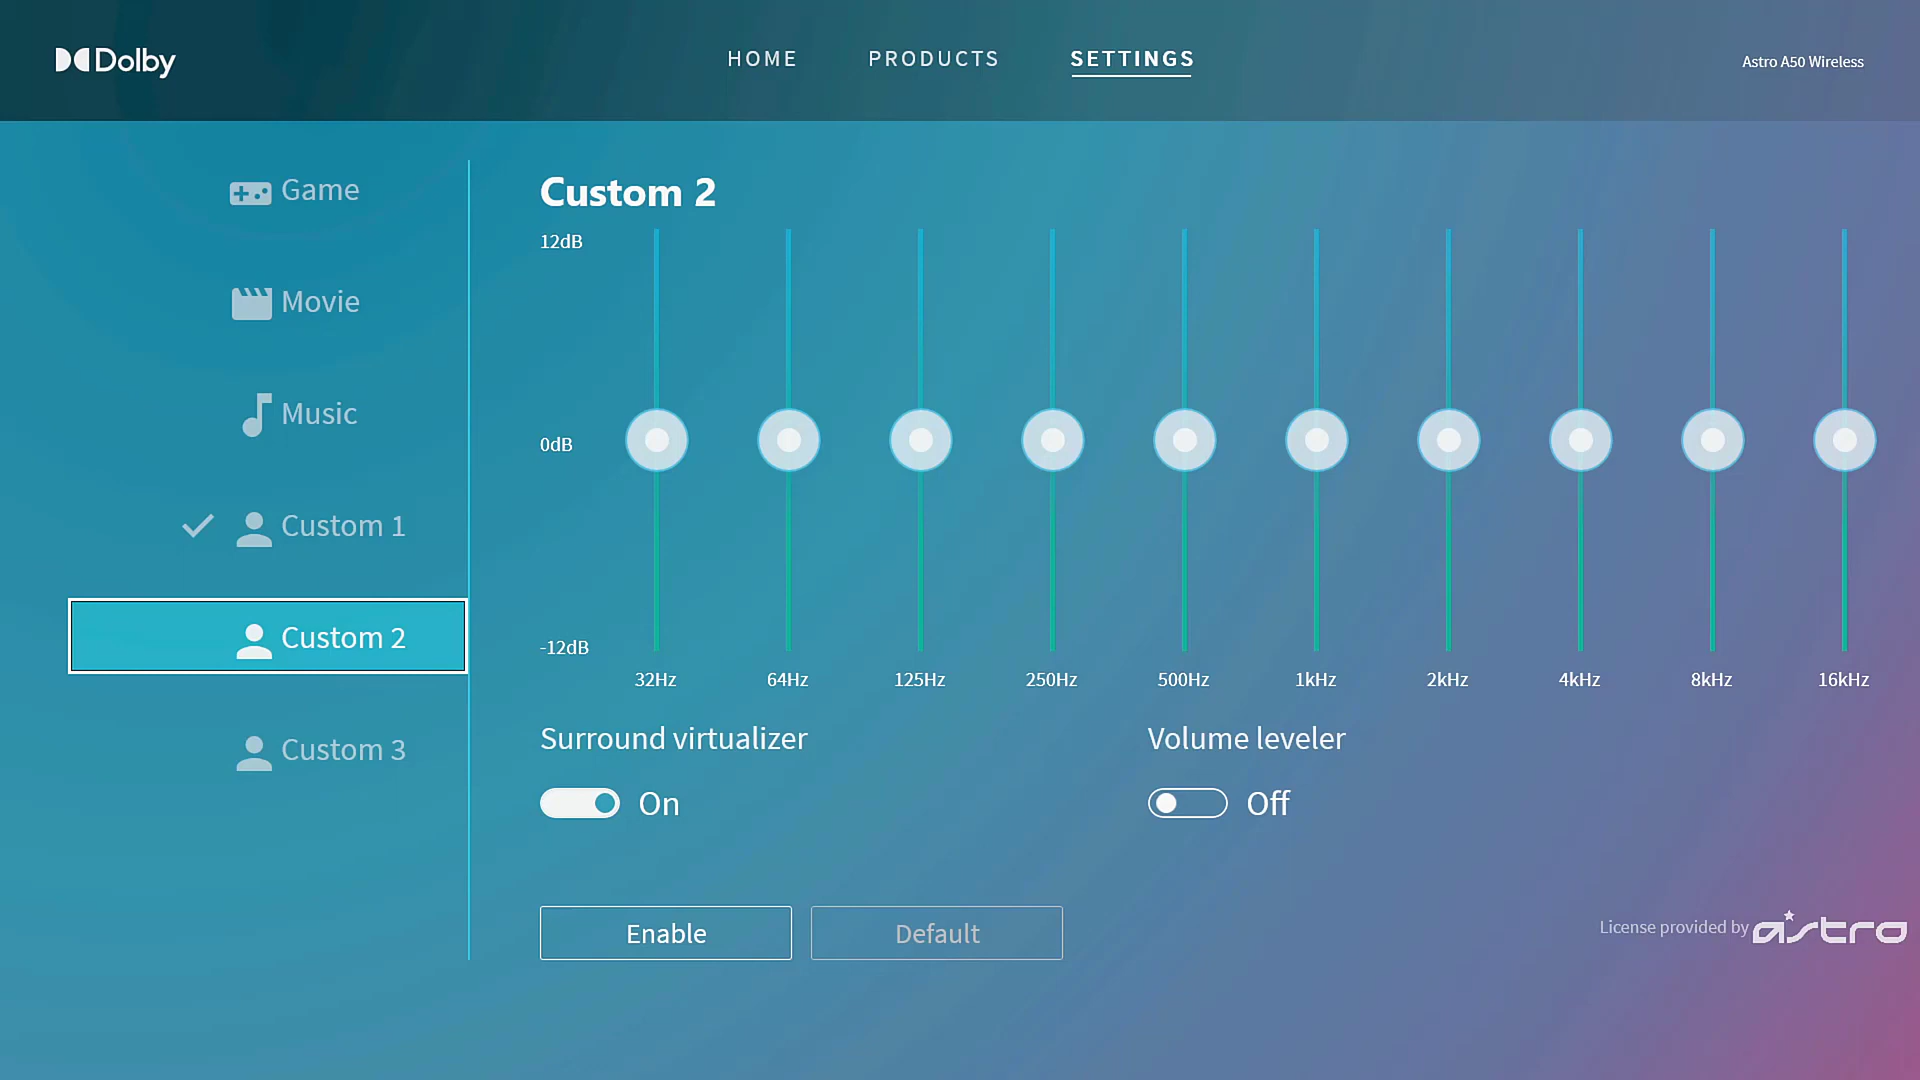 Dolby
HOME
PRODUCTS
SETTINGS
Astro A50 Wireless
Game
Movie
Music
Custom 1
Custom 2
Custom 3
Custom 2
12dB
0dB
-12dB
32Hz
64Hz
125Hz
250Hz
500Hz
1kHz
2kHz
4kHz
8kHz
16kHz
Surround virtualizer
Volume leveler
On
Off
Enable
Default
License provided by astro